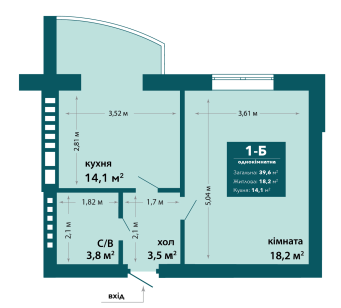 3,52 м
3,61 м
2,81 м
5,04 м
1-Б
однокімнатна
Загальна: 39,6 м²
Житлова: 18,2 м²
Кухня: 14,1 м²
кухня
14,1 м²
1,82 м
1,7 м
2,1 м
2,1 м
С/В
3,8 м²
хол
3,5 м²
кімната
18,2 м²
вхід